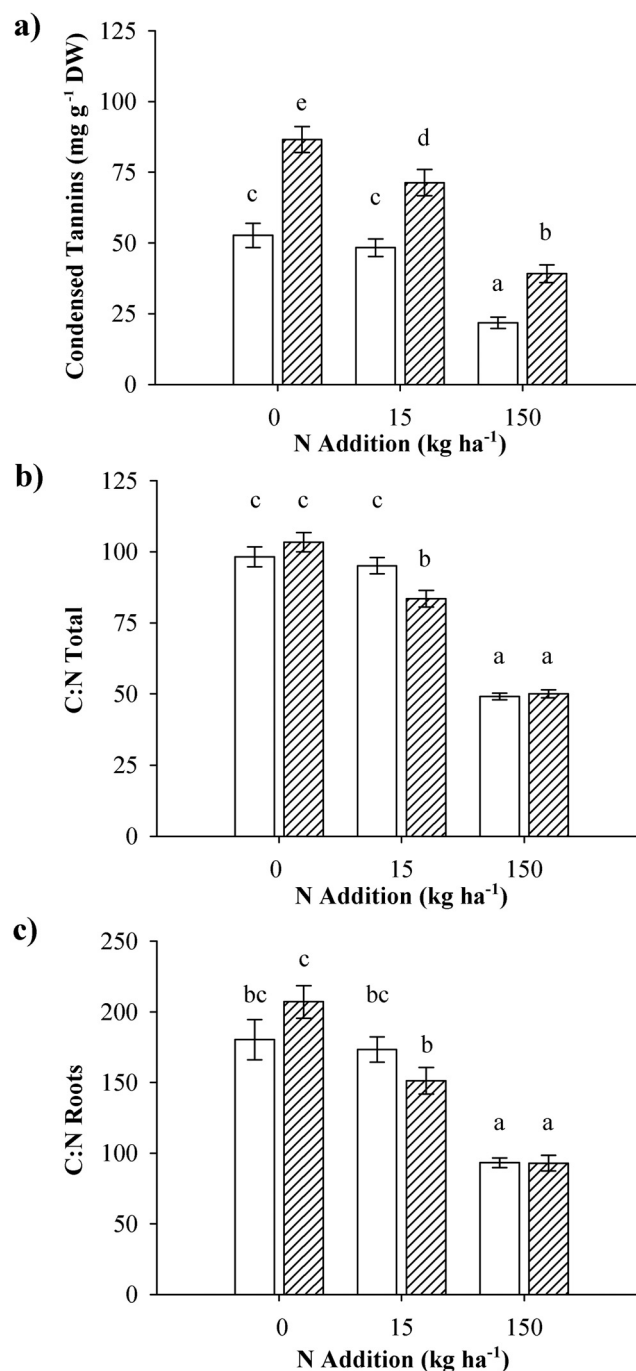 a)
Condensed Tannins (mg g⁻¹ DW)
125
100
75
50
25
0
c
e
c
d
a
b
0
15
150
N Addition (kg ha⁻¹)
b)
C:N Total
125
100
75
50
25
0
c
c
c
b
a
a
0
15
150
N Addition (kg ha⁻¹)
c)
C:N Roots
250
200
150
100
50
0
bc
c
bc
b
a
a
0
15
150
N Addition (kg ha⁻¹)